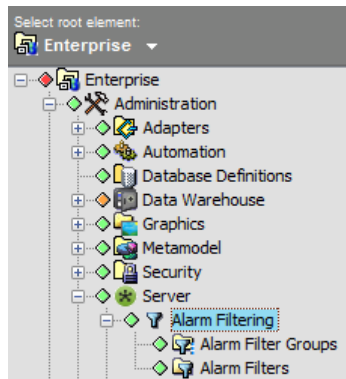 Select root element:
Enterprise
Enterprise
Administration
Adapters
Automation
Database Definitions
Data Warehouse
Graphics
Metamodel
Security
Server
Alarm Filtering
Alarm Filter Groups
Alarm Filters